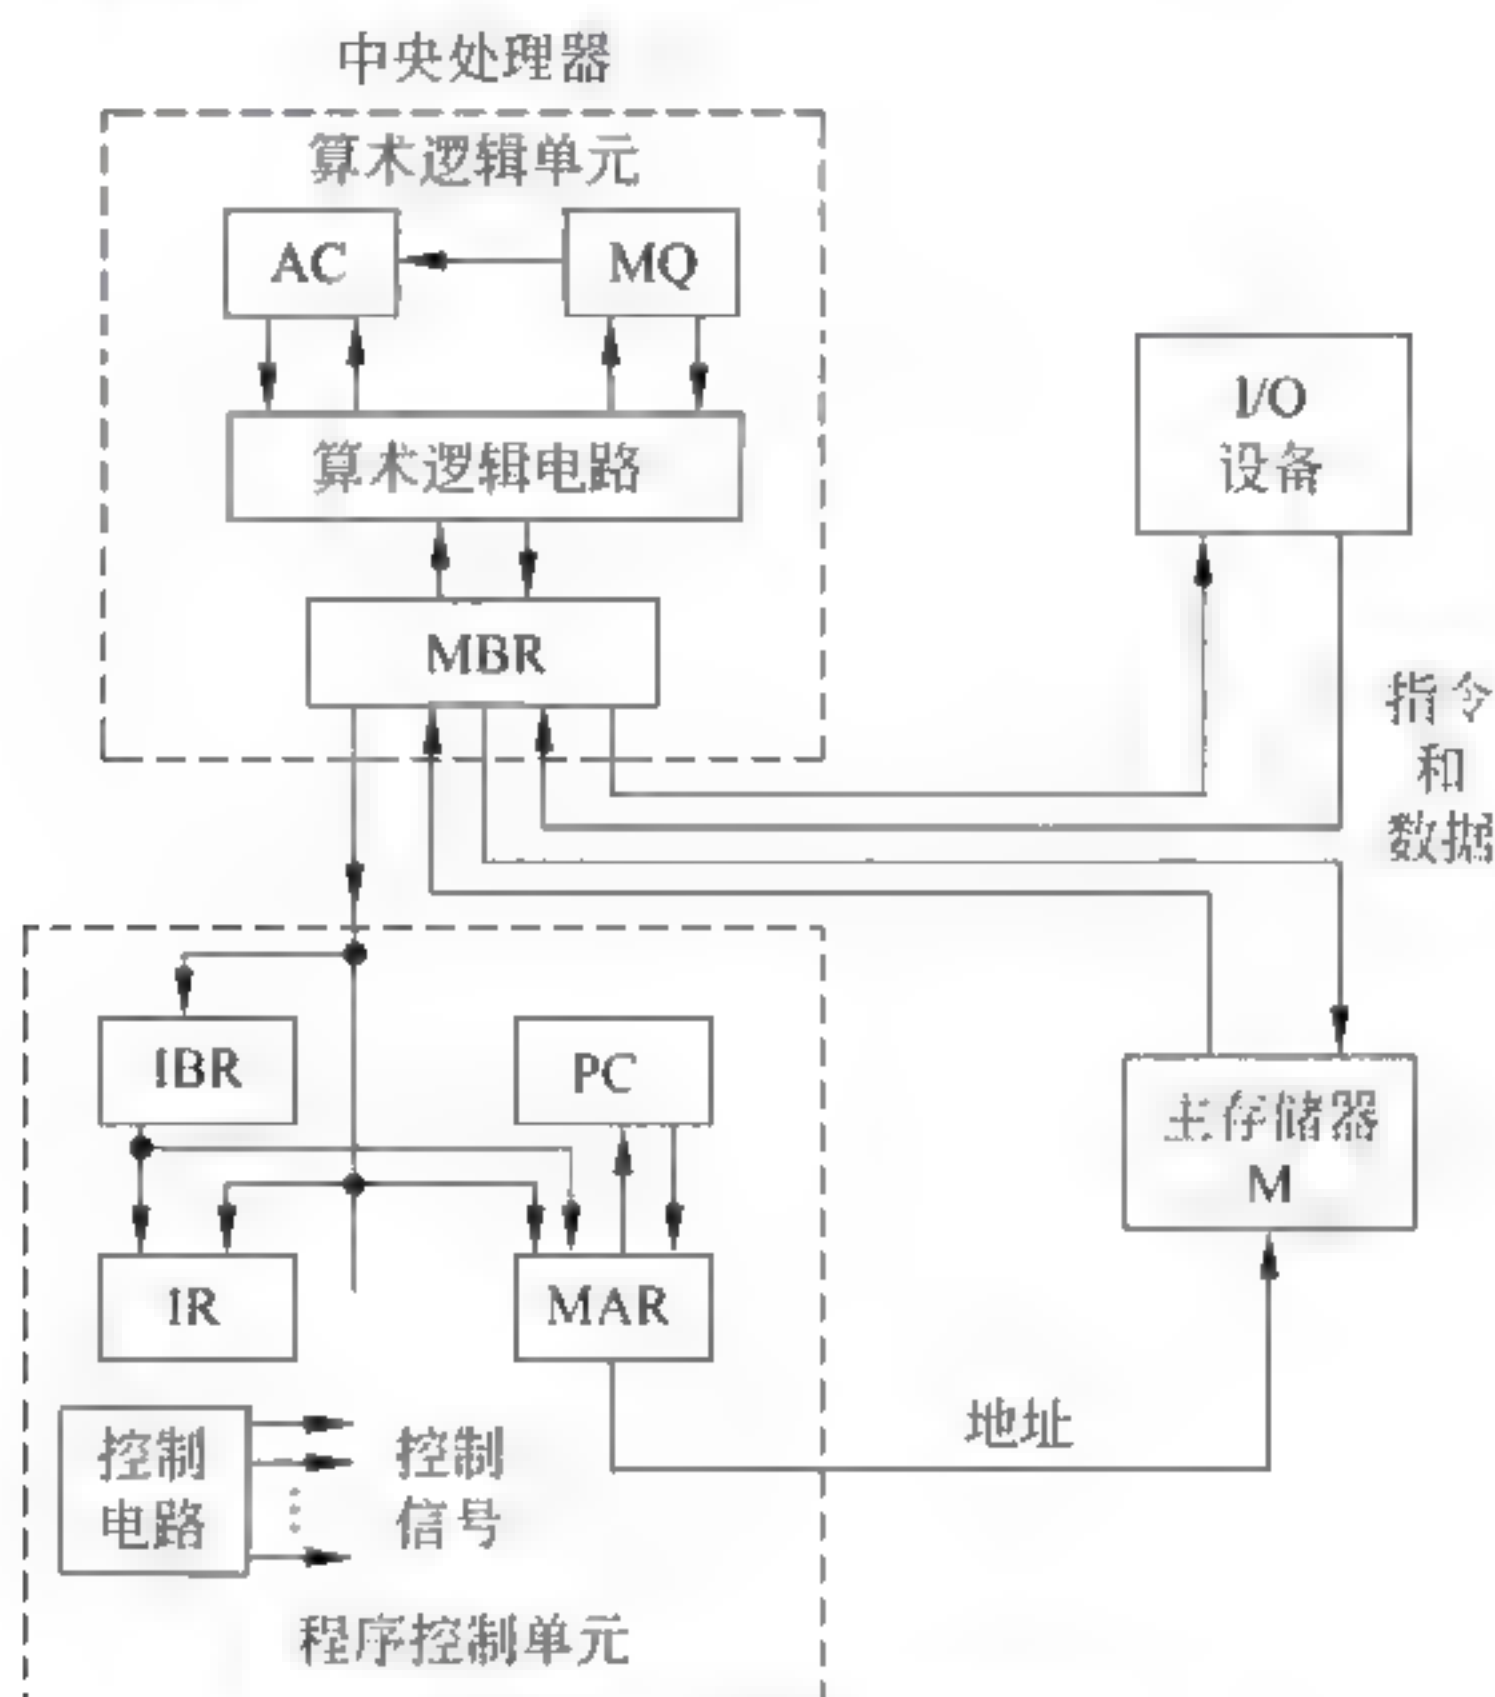 中央处理器
算术逻辑单元
AC
MQ
算术逻辑电路
MBR
I/O
设备
指令
和
数据
IBR
PC
IR
MAR
主存储器
M
地址
控制
电路
控制
信号
程序控制单元